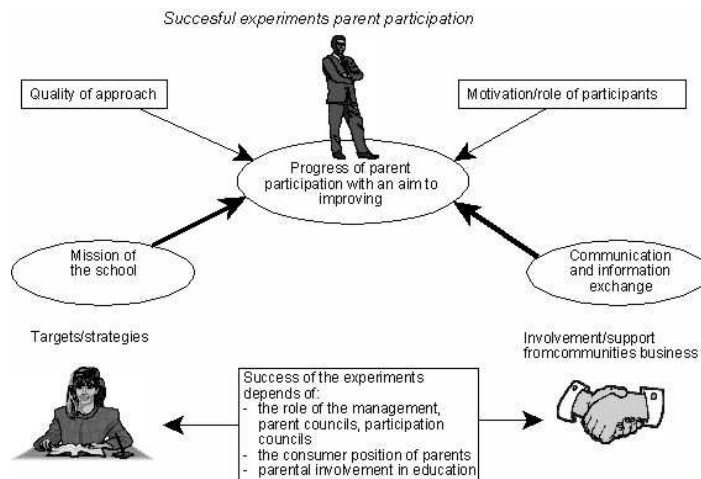 Succesful experiments parent participation
Quality of approach
Motivation/role of participants
Progress of parent
participation with an aim to
improving
Mission of
the school
Communication
and information
exchange
Targets/strategies
Involvement/support
fromcommunities business
Success of the experiments
depends of:
- the role of the management,
parent councils, participation
councils
- the consumer position of parents
- parental involvement in education